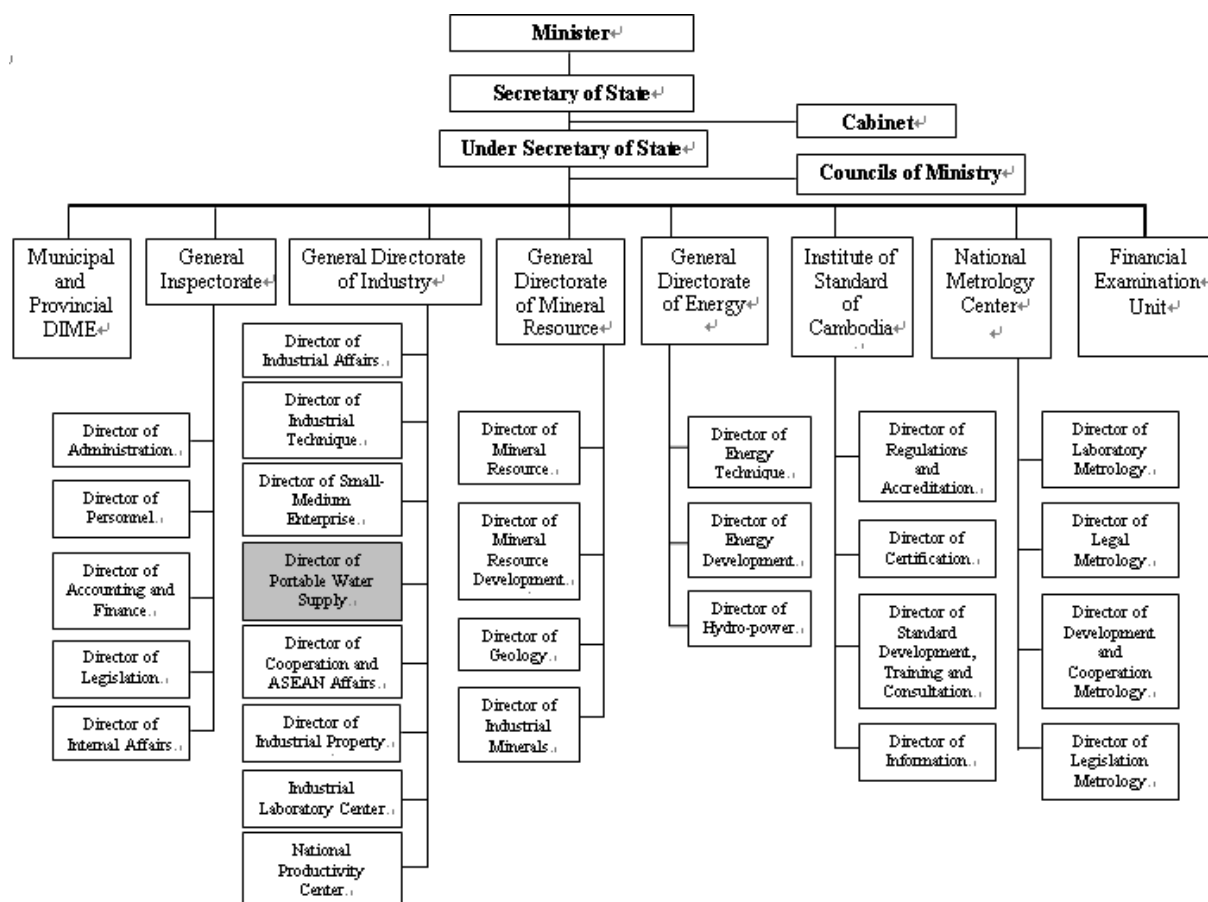 Minister
Secretary of State
Cabinet
Under Secretary of State
Councils of Ministry
Municipal
and
Provincial
DIME
General
Inspectorate
General Directorate
of Industry
General
Directorate
of Mineral
Resource
General
Directorate
of Energy
Institute of
Standard
of
Cambodia
National
Metrology
Center
Financial
Examination
Unit
Director of
Administration.
Director of
Personnel.
Director of
Accounting and
Finance.
Director of
Legislation.
Director of
Internal Affairs.
Director of
Industrial Affairs.
Director of
Industrial
Technique.
Director of Small-
Medium
Enterprise.
Director of
Portable Water
Supply.
Director of
Cooperation and
ASEAN Affairs.
Director of
Industrial Property.
Industrial
Laboratory Center.
National
Productivity
Center.
Director of
Mineral
Resource.
Director of
Mineral
Resource
Development.
Director of
Geology.
Director of
Industrial
Minerals.
Director of
Energy
Technique.
Director of
Energy
Development.
Director of
Hydro-power.
Director of
Regulations
and
Accreditation.
Director of
Certification.
Director of
Standard
Development,
Training and
Consultation.
Director of
Information.
Director of
Laboratory
Metrology.
Director of
Legal
Metrology.
Director of
Development
and
Cooperation
Metrology.
Director of
Legislation
Metrology.